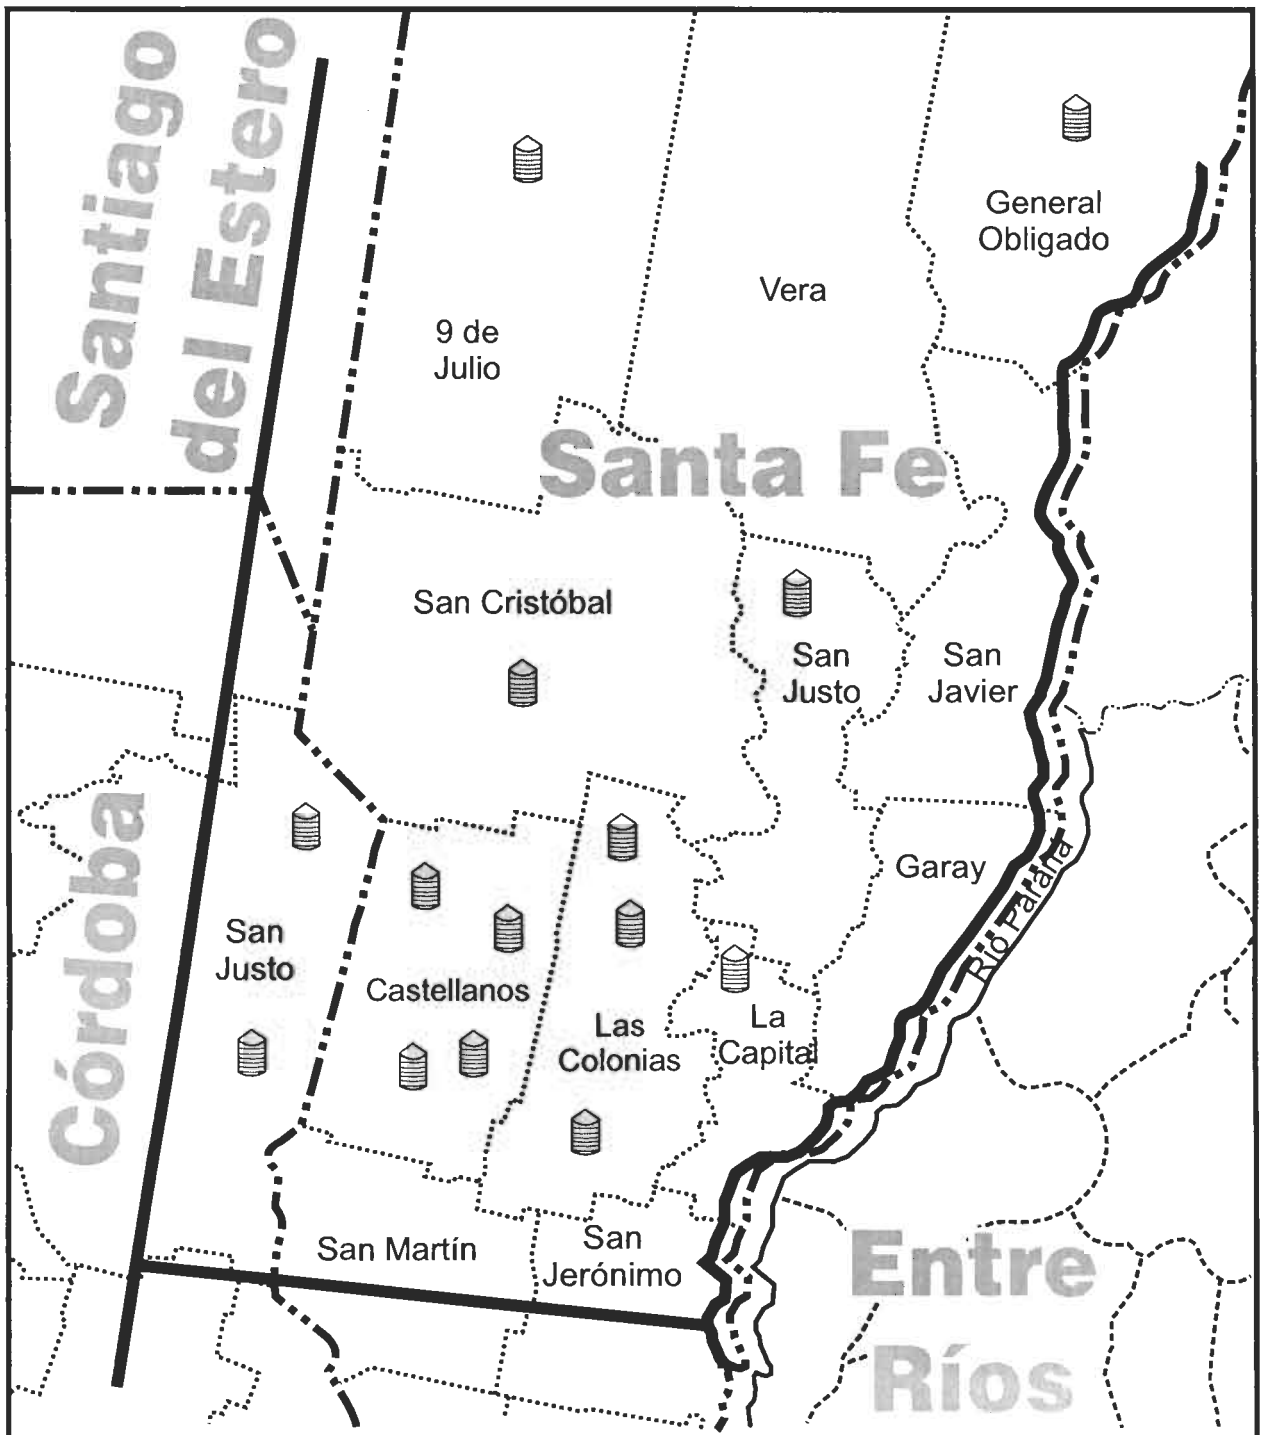 Santiago
del Estero
General
Obligado
Vera
9 de
Julio
Santa Fe
San Cristóbal
San
Justo
San
Javier
Córdoba
San
Justo
Castellanos
Las
Colonias
La
Capital
Garay
Río Paraná
San Martín
San
Jerónimo
Entre
Ríos